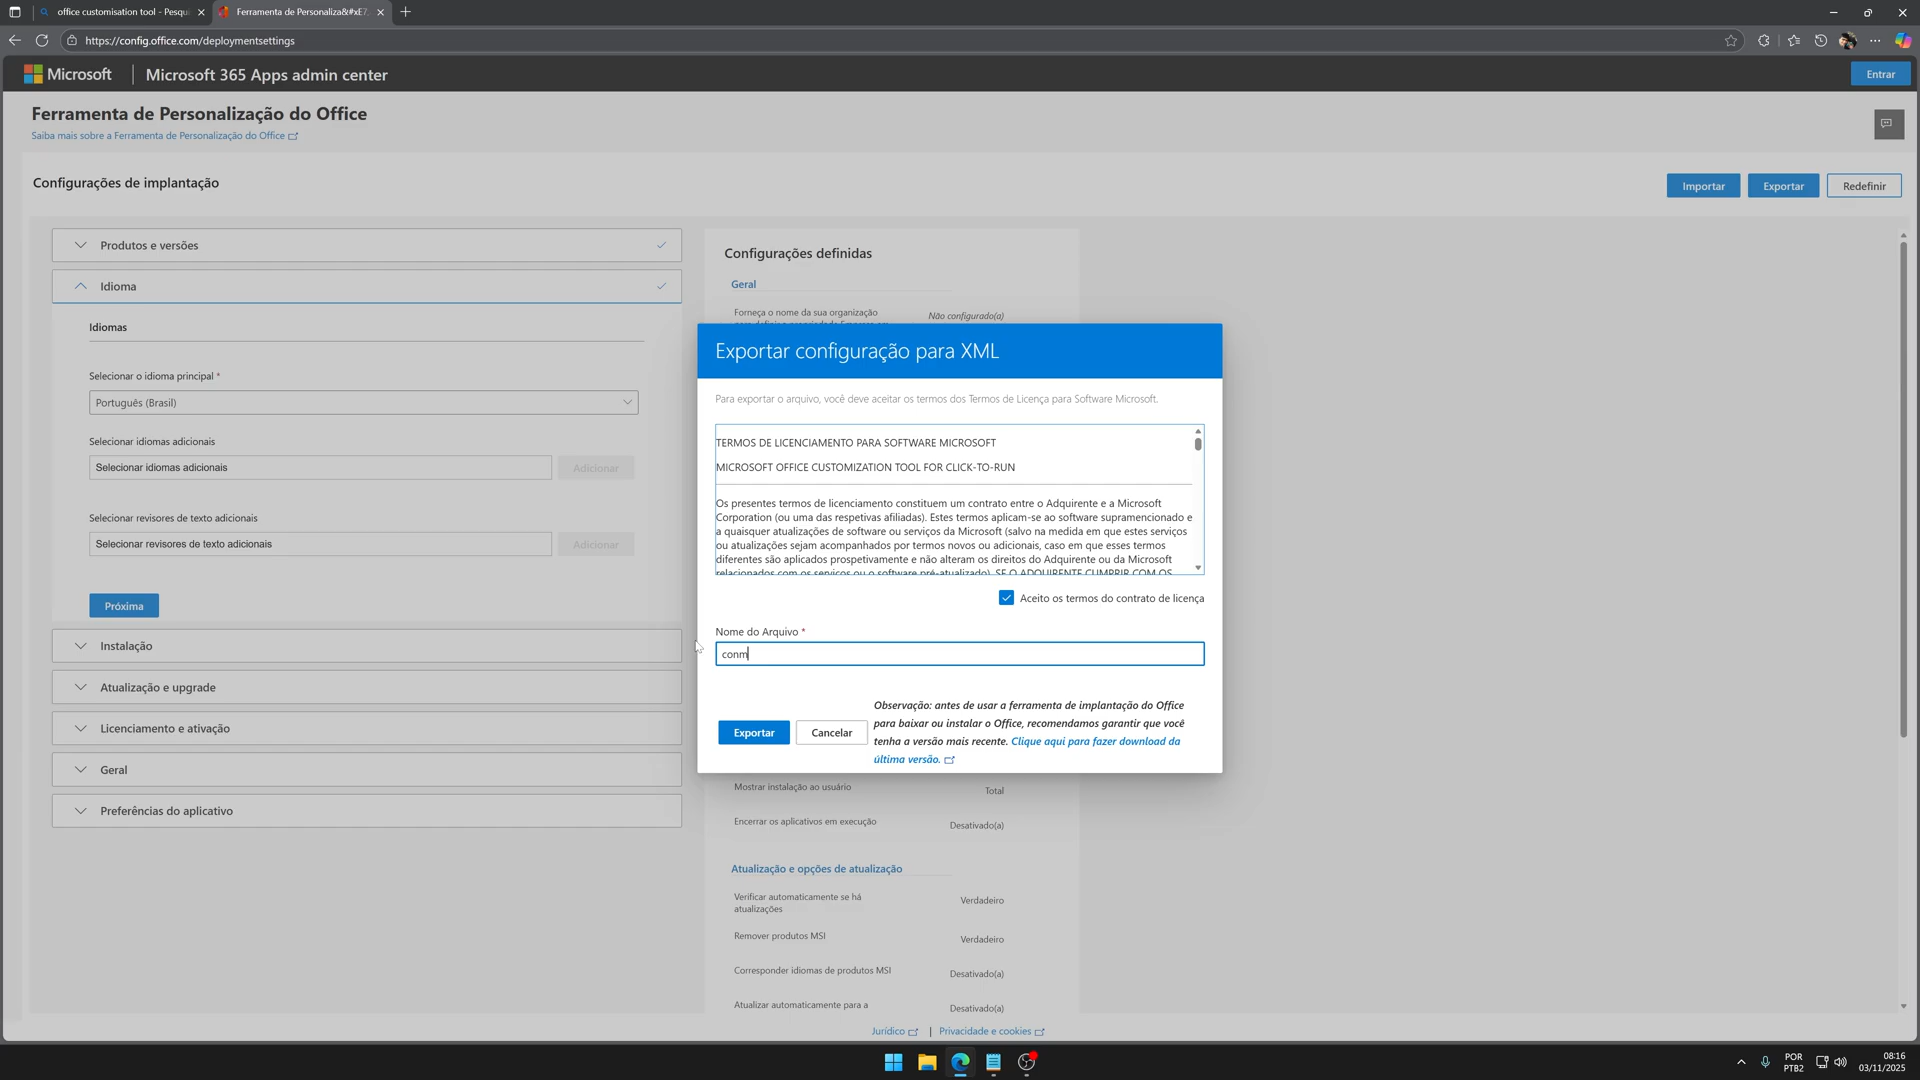 office customisation tool - Pesqu
Ferramenta de Personaliza&#xE7
https://config.office.com/deploymentsettings
Microsoft
Microsoft 365 Apps admin center
Entrar
Ferramenta de Personalização do Office
Saiba mais sobre a Ferramenta de Personalização do Office
Configurações de implantação
Importar
Exportar
Redefinir
Produtos e versões
Idioma
Idiomas
Selecionar o idioma principal *
Português (Brasil)
Selecionar idiomas adicionais
Selecionar idiomas adicionais
Adicionar
Selecionar revisores de texto adicionais
Selecionar revisores de texto adicionais
Adicionar
Próxima
Instalação
Atualização e upgrade
Licenciamento e ativação
Geral
Preferências do aplicativo
Configurações definidas
Geral
Forneça o nome da sua organização
Não configurado(a)
Exportar configuração para XML
Para exportar o arquivo, você deve aceitar os termos dos Termos de Licença para Software Microsoft.
TERMOS DE LICENCIAMENTO PARA SOFTWARE MICROSOFT
MICROSOFT OFFICE CUSTOMIZATION TOOL FOR CLICK-TO-RUN
Os presentes termos de licenciamento constituem um contrato entre o Adquirente e a Microsoft
Corporation (ou uma das respetivas afiliadas). Estes termos aplicam-se ao software supramencionado e
a quaisquer atualizações de software ou serviços da Microsoft (salvo na medida em que estes serviços
ou atualizações sejam acompanhados por termos novos ou adicionais, caso em que esses termos
diferentes são aplicados prospetivamente e não alteram os direitos do Adquirente ou da Microsoft
relacionados com os serviços ou o software pré-atualizado). SE O ADQUIRENTE CUMPRIR COM OS
Aceito os termos do contrato de licença
Nome do Arquivo *
conm
Exportar
Cancelar
Observação: antes de usar a ferramenta de implantação do Office
para baixar ou instalar o Office, recomendamos garantir que você
tenha a versão mais recente. Clique aqui para fazer download da
última versão.
Mostrar instalação ao usuário
Total
Encerrar os aplicativos em execução
Desativado(a)
Atualização e opções de atualização
Verificar automaticamente se há
atualizações
Verdadeiro
Remover produtos MSI
Verdadeiro
Corresponder idiomas de produtos MSI
Desativado(a)
Atualizar automaticamente para a
Desativado(a)
Jurídico
|
Privacidade e cookies
POR
PTB2
08:16
03/11/2025